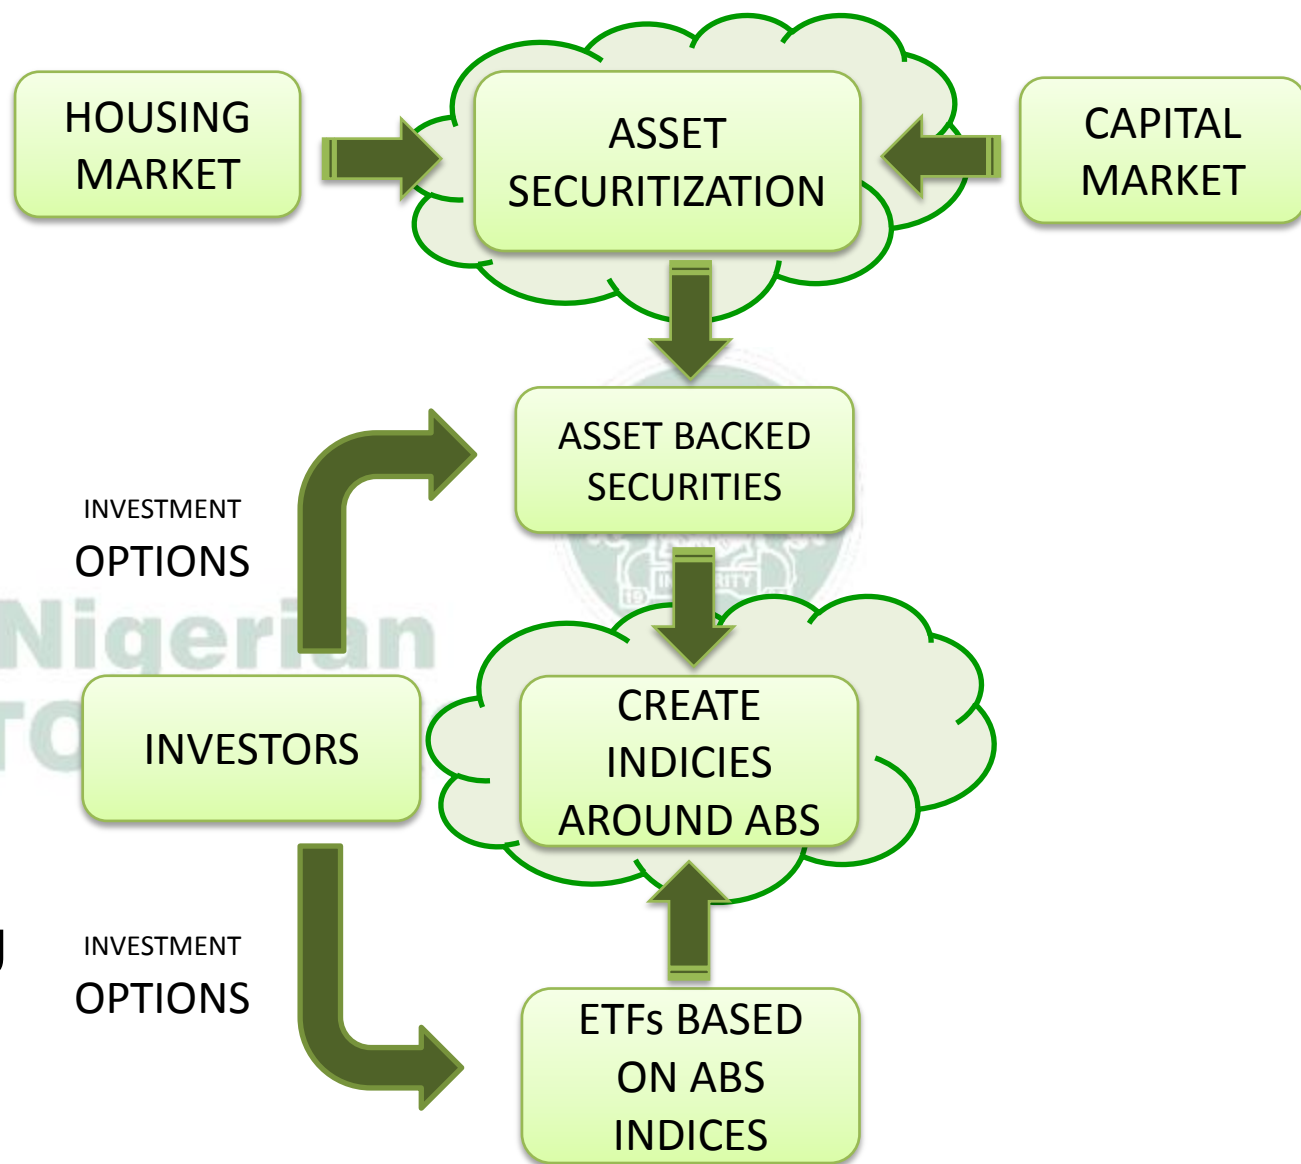 HOUSING
MARKET
ASSET
SECURITIZATION
CAPITAL
MARKET
ASSET BACKED
SECURITIES
INVESTMENT
OPTIONS
Nigerian
INVESTORS
CREATE
INDICIES
AROUND ABS
INVESTMENT
OPTIONS
ETFs BASED
ON ABS
INDICES